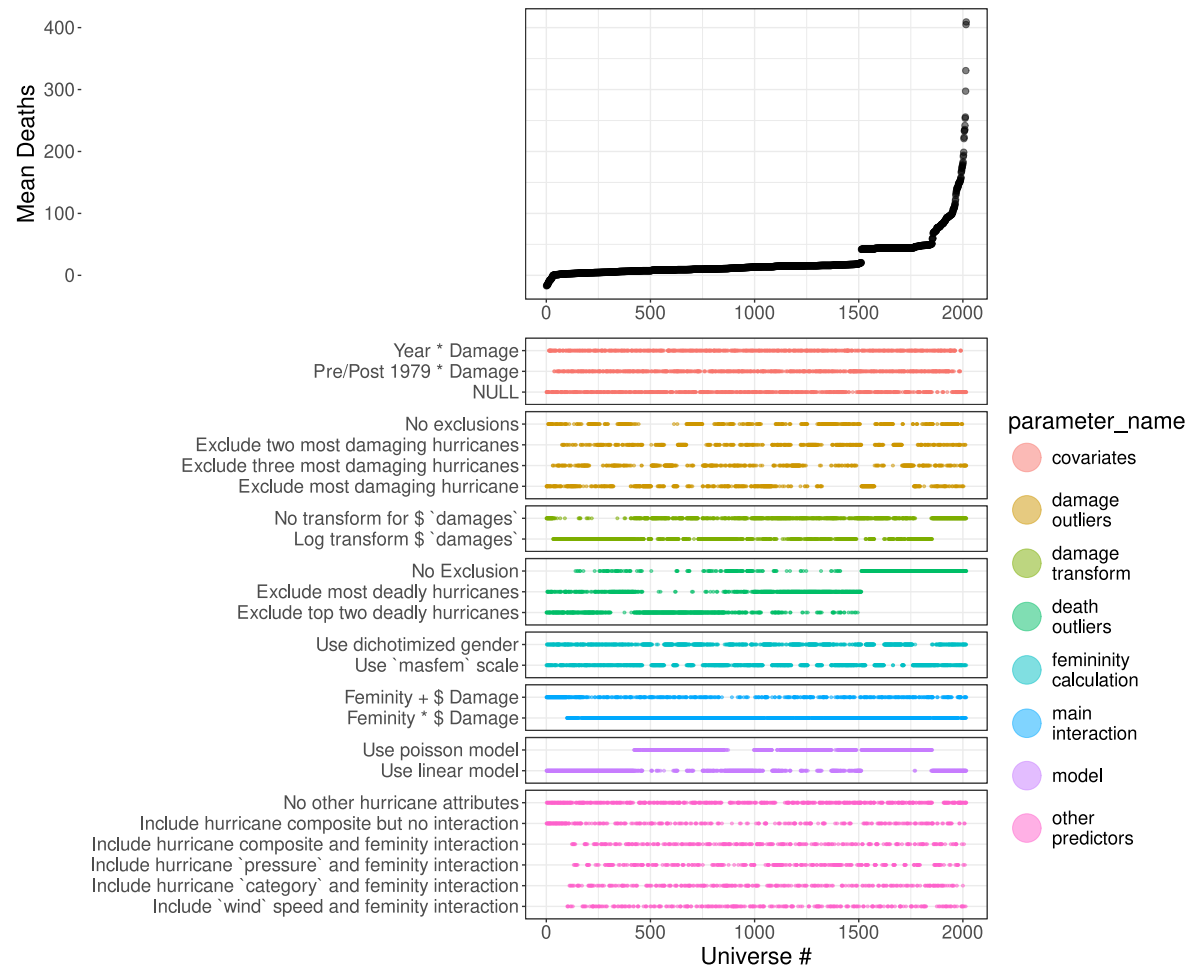 Mean Deaths
400
300
200
100
0
0 500 1000 1500 2000
Year * Damage
Pre/Post 1979 * Damage
NULL
No exclusions
Exclude two most damaging hurricanes
Exclude three most damaging hurricanes
Exclude most damaging hurricane
No transform for $ `damages`
Log transform $ `damages`
No Exclusion
Exclude most deadly hurricanes
Exclude top two deadly hurricanes
Use dichotimized gender
Use `masfem` scale
Feminity + $ Damage
Feminity * $ Damage
Use poisson model
Use linear model
No other hurricane attributes
Include hurricane composite but no interaction
Include hurricane composite and feminity interaction
Include hurricane `pressure` and feminity interaction
Include hurricane `category` and feminity interaction
Include `wind` speed and feminity interaction
0 500 1000 1500 2000
Universe #
parameter_name
covariates
damage
outliers
damage
transform
death
outliers
femininity
calculation
main
interaction
model
other
predictors